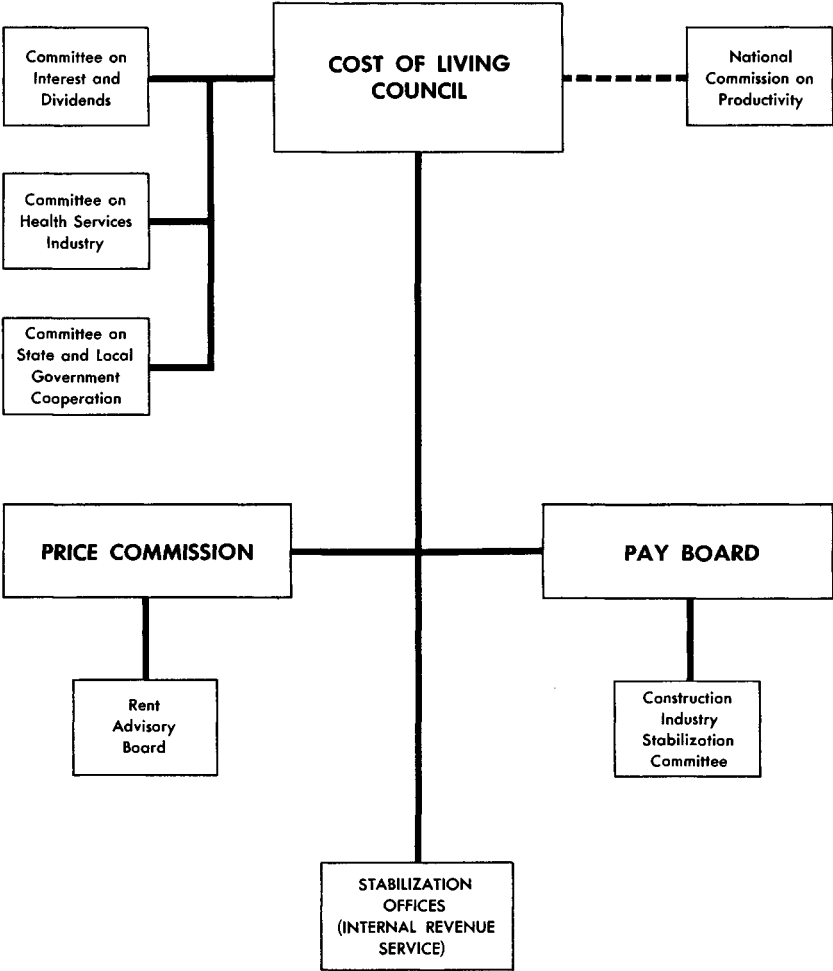 Committee on
Interest and
Dividends
COST OF LIVING
COUNCIL
National
Commission on
Productivity
Committee on
Health Services
Industry
Committee on
State and Local
Government
Cooperation
PRICE COMMISSION
PAY BOARD
Rent
Advisory
Board
Construction
Industry
Stabilization
Committee
STABILIZATION
OFFICES
(INTERNAL REVENUE
SERVICE)